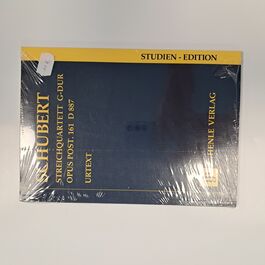 STUDIEN - EDITION
SCHUBERT
STREICHQUARTETT G-DUR
OPUS POST. 161 D 887
URTEXT
HENLE VERLAG